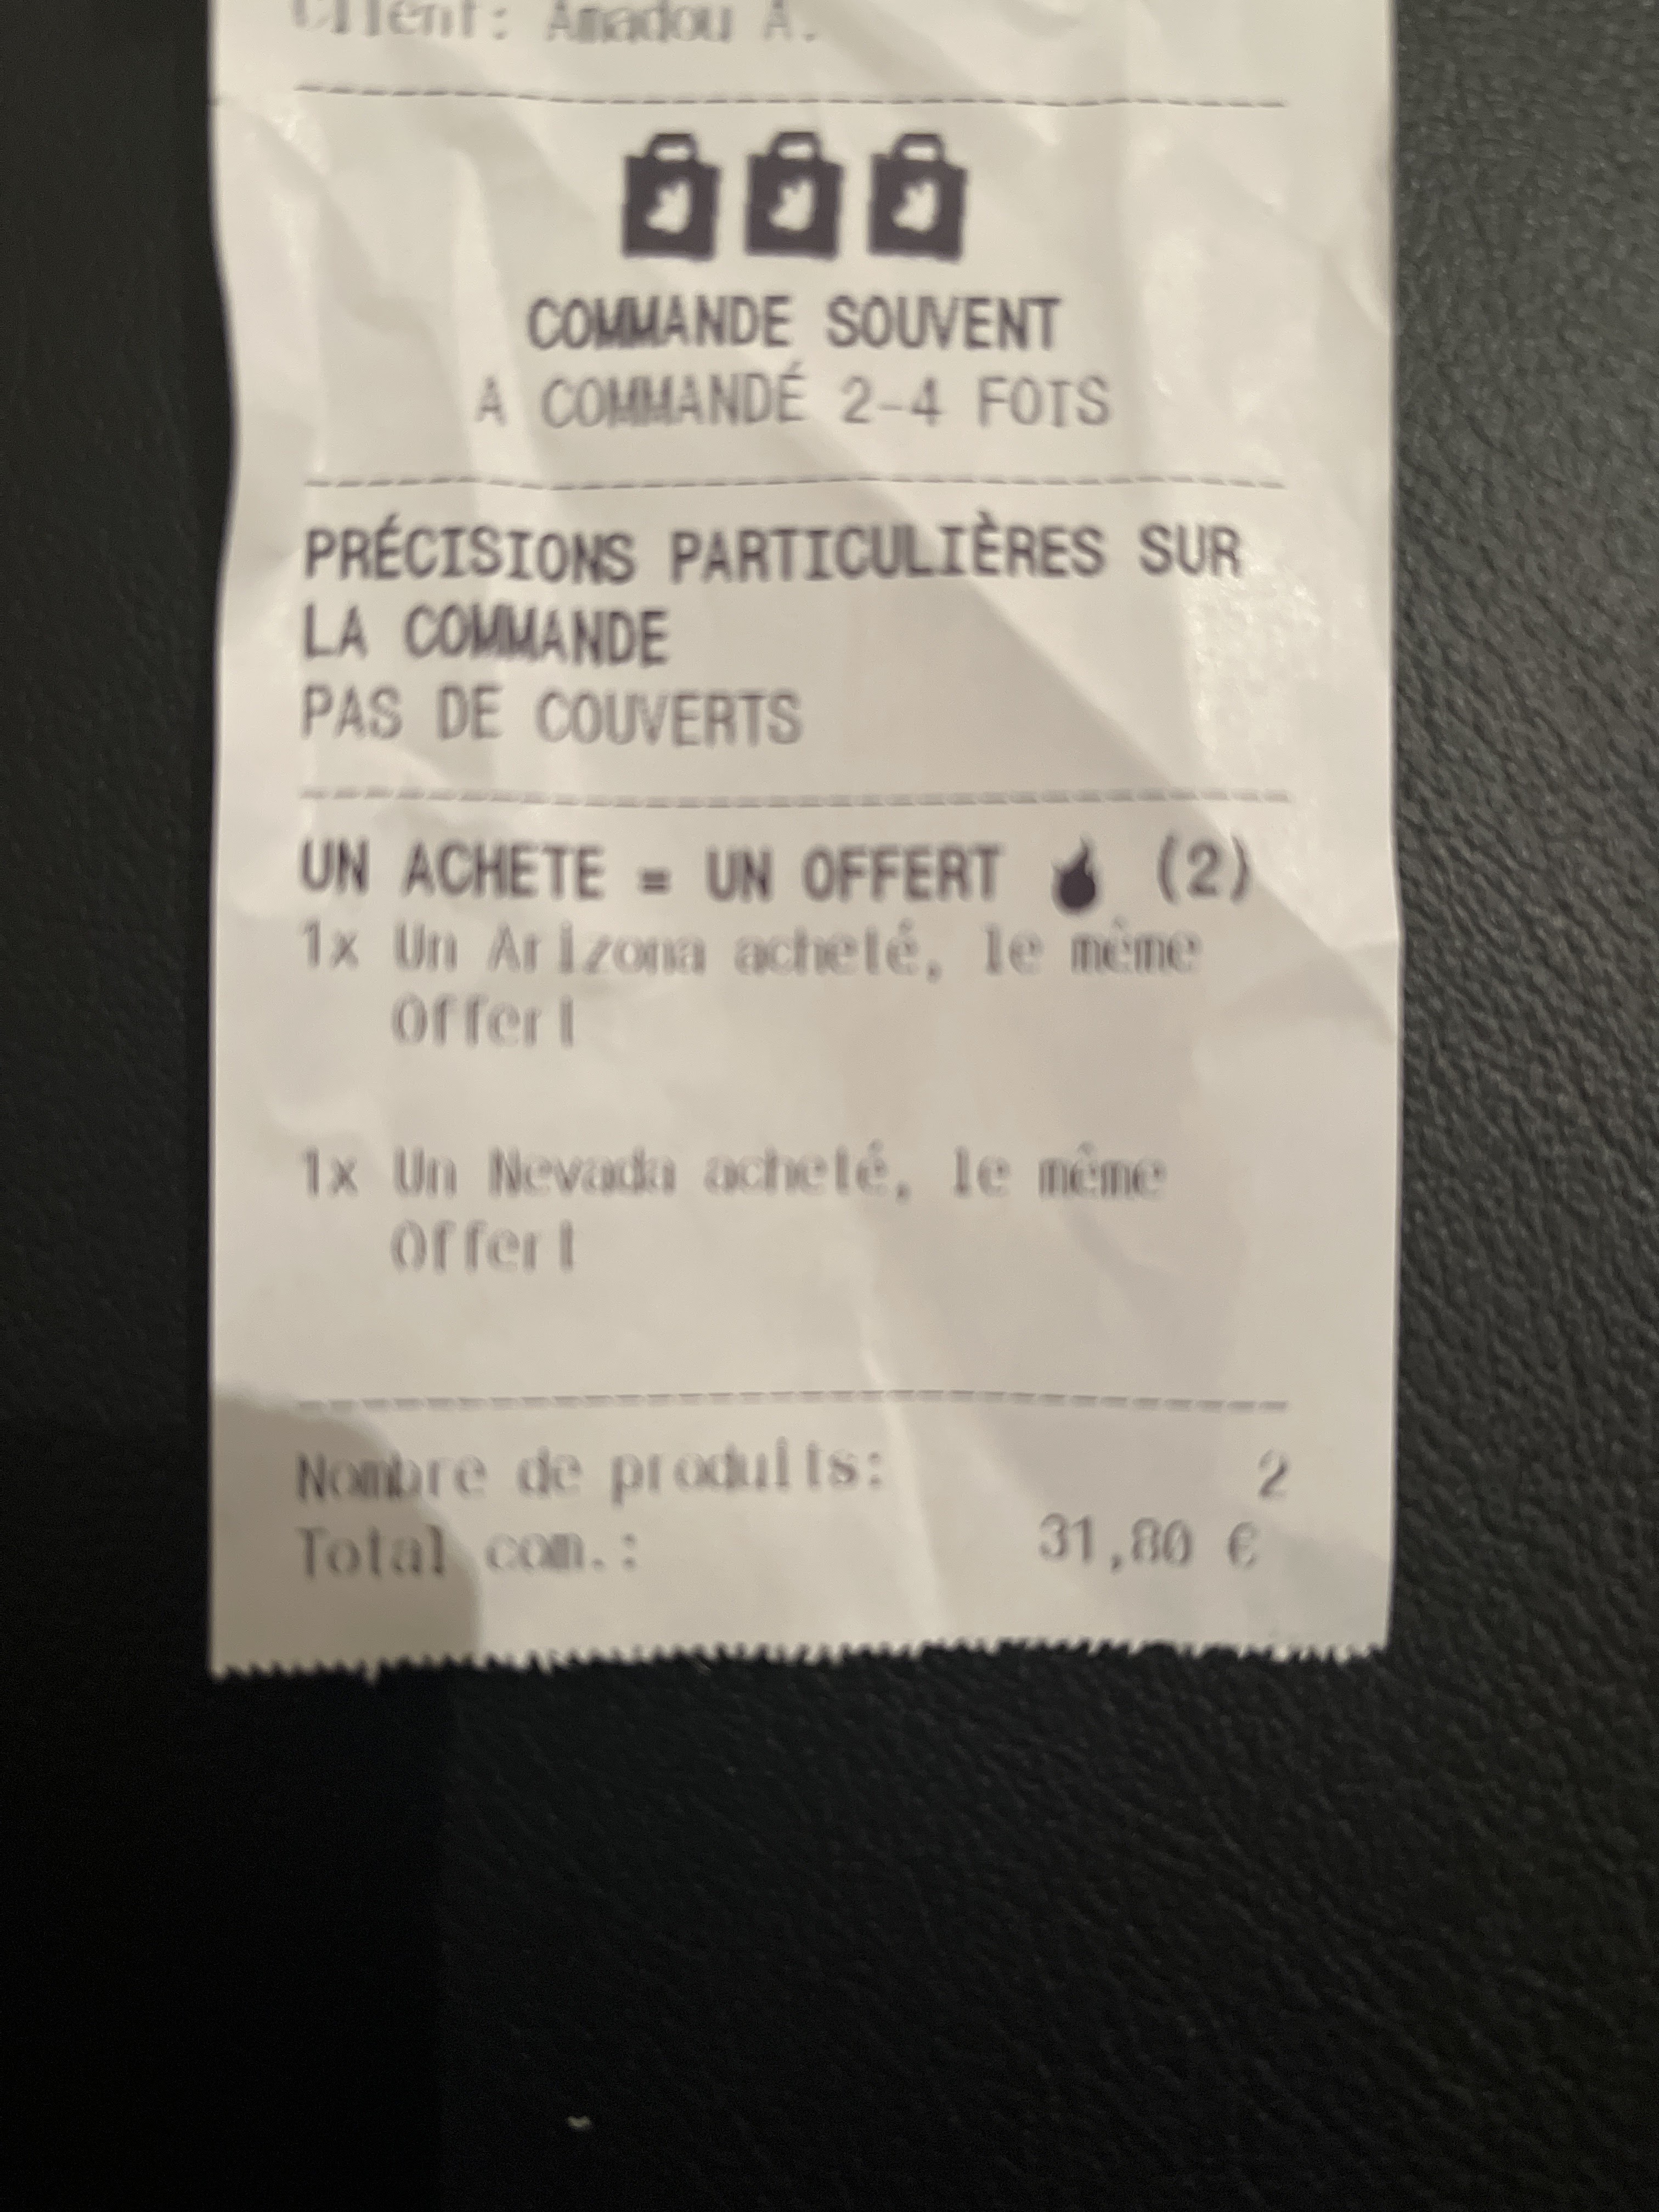 Client: Amadou A.
COMMANDE SOUVENT
A COMMANDÉ 2-4 FOIS
PRÉCISIONS PARTICULIÈRES SUR
LA COMMANDE
PAS DE COUVERTS
UN ACHETE = UN OFFERT (2)
1x Un Arizona acheté, le même
Offert
1x Un Nevada acheté, le même
Offert
Nombre de produits: 2
Total com.: 31,80 €